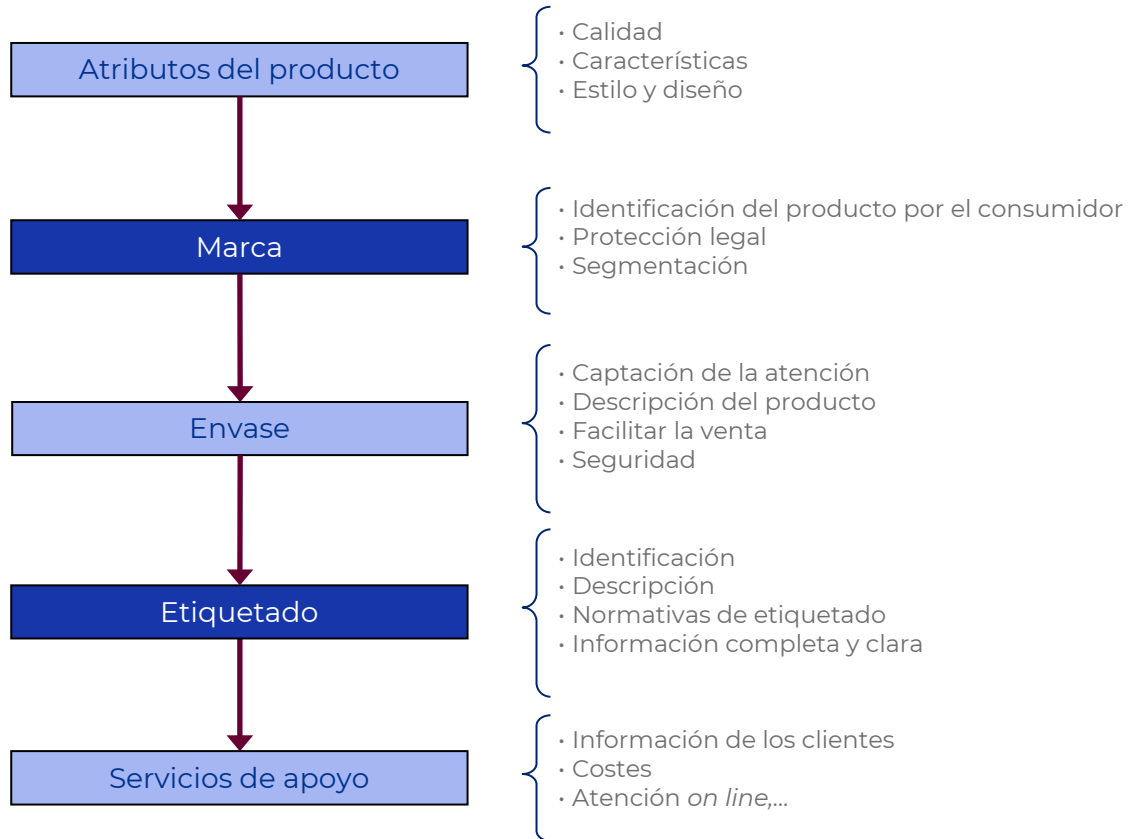 Atributos del producto
· Calidad
· Características
· Estilo y diseño
Marca
· Identificación del producto por el consumidor
· Protección legal
· Segmentación
Envase
· Captación de la atención
· Descripción del producto
· Facilitar la venta
· Seguridad
Etiquetado
· Identificación
· Descripción
· Normativas de etiquetado
· Información completa y clara
Servicios de apoyo
· Información de los clientes
· Costes
· Atención on line,...